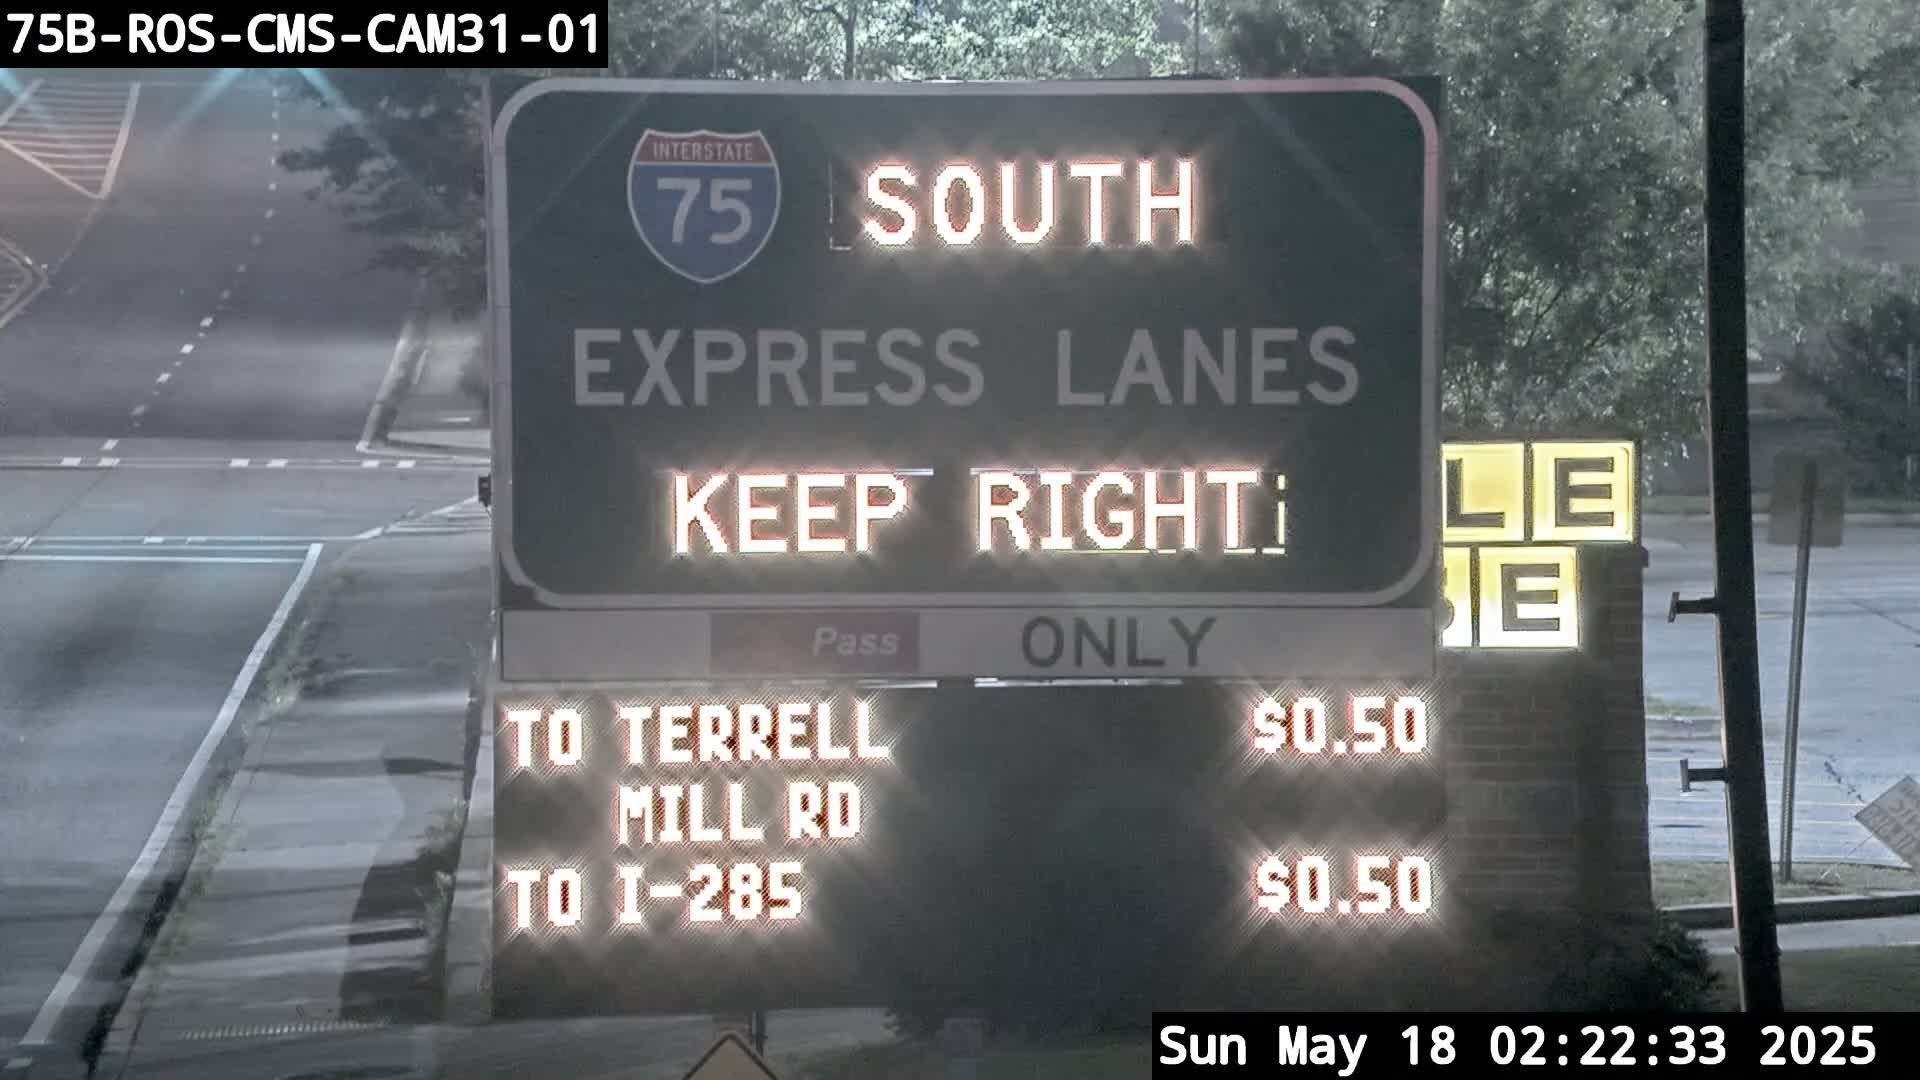 75B-ROS-CMS-CAM31-01
INTERSTATE
75
SOUTH
EXPRESS LANES
KEEP RIGHT
Pass ONLY
TO TERRELL $0.50
MILL RD
TO I-285 $0.50
LE
E
Sun May 18 02:22:33 2025